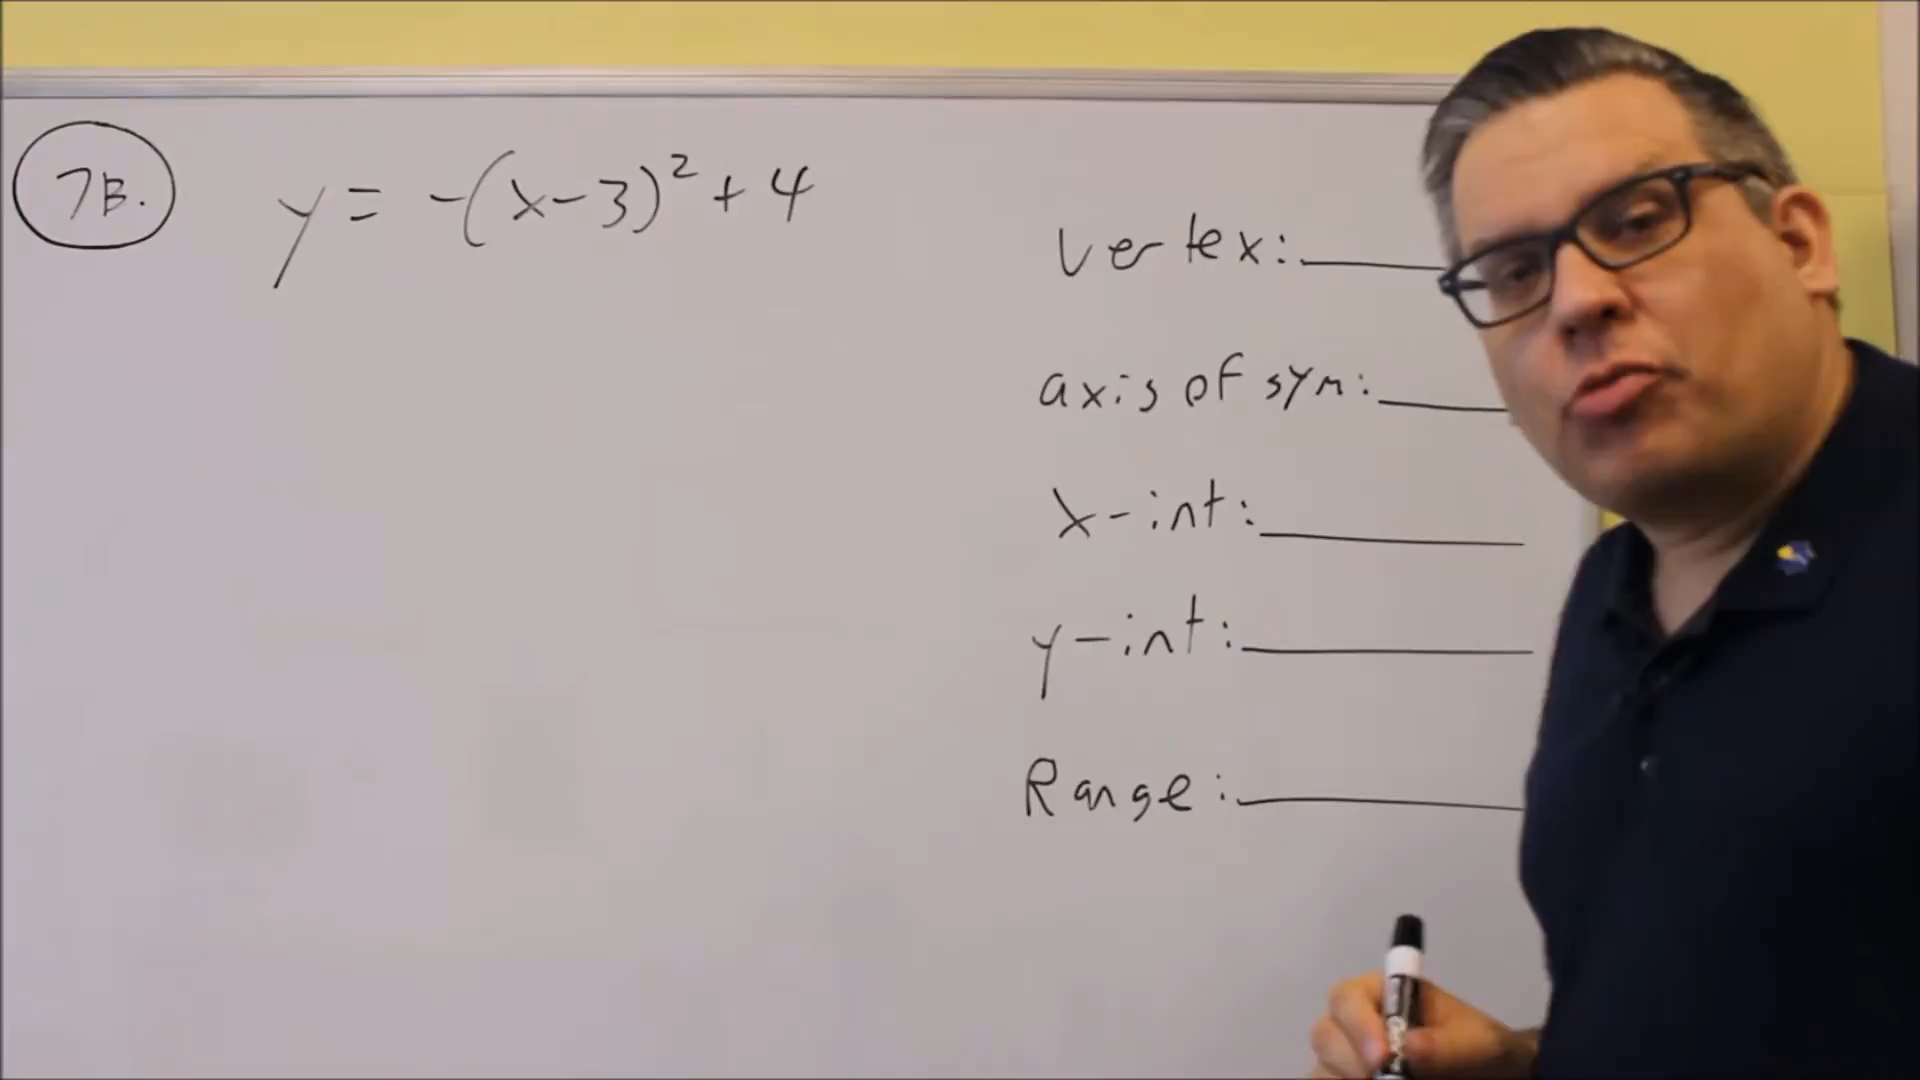 7B.
y = -(x-3)² + 4
vertex:
axis of sym:
x-int:
y-int:
Range: